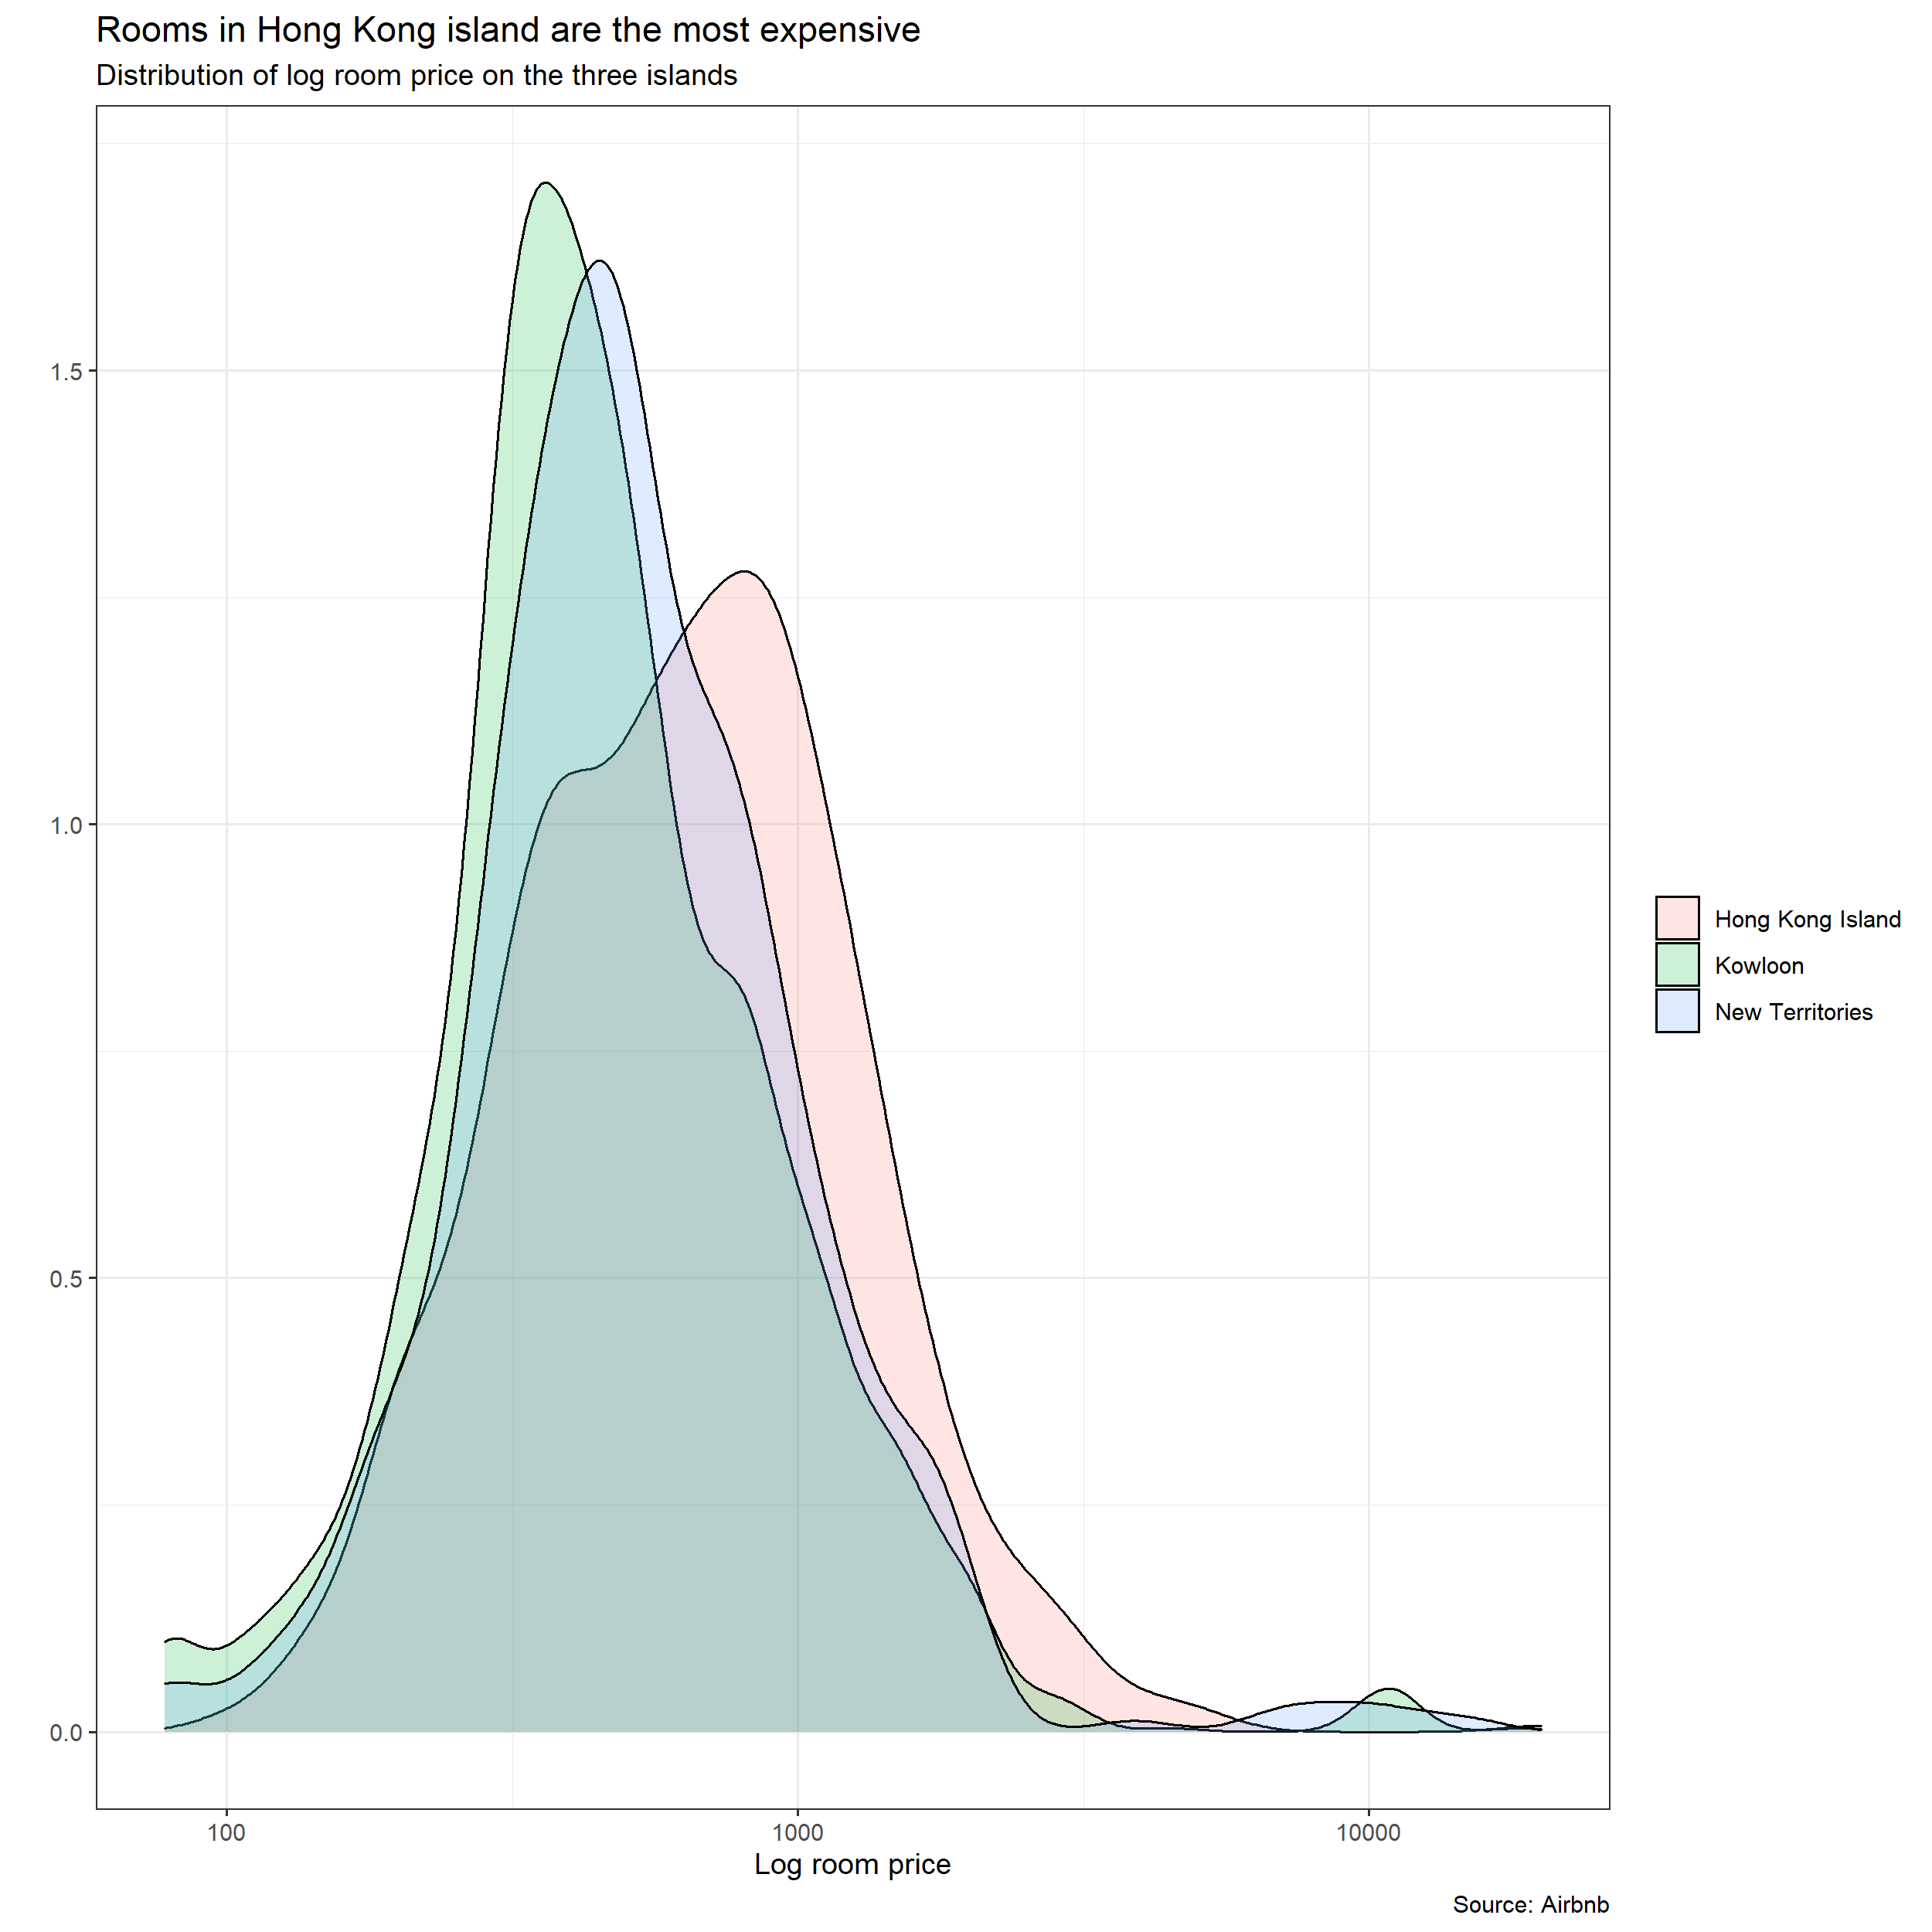 Rooms in Hong Kong island are the most expensive
Distribution of log room price on the three islands
1.5
1.0
0.5
0.0
100
1000
10000
Log room price
Hong Kong Island
Kowloon
New Territories
Source: Airbnb